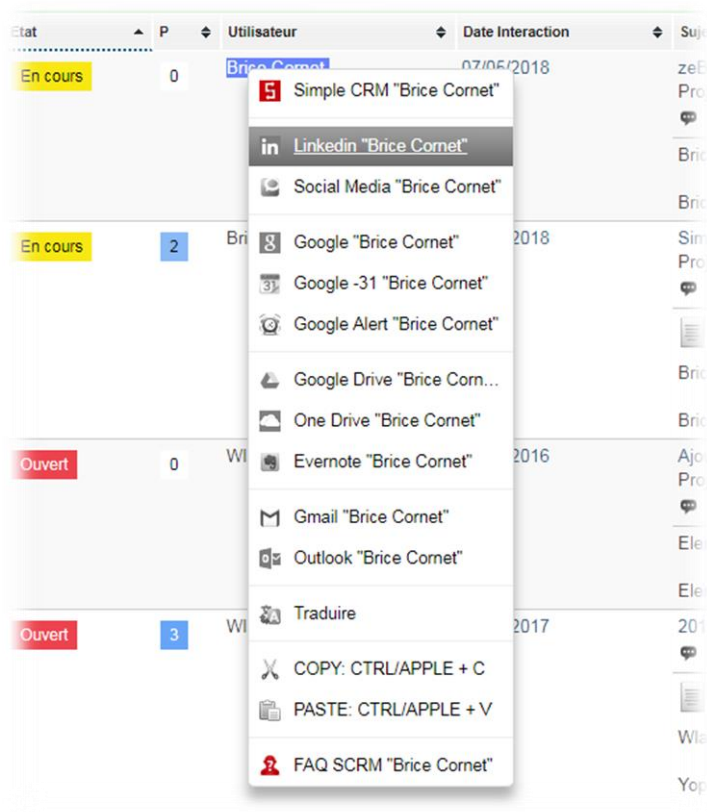 Etat P Utilisateur Date Interaction
En cours 0 Brice Cornet 07/05/2018
Simple CRM "Brice Cornet"
Linkedin "Brice Cornet"
Social Media "Brice Cornet"
En cours 2 2018
Google "Brice Cornet"
31 Google -31 "Brice Cornet"
Google Alert "Brice Cornet"
Google Drive "Brice Corn...
One Drive "Brice Cornet"
Ouvert 0 2016
Evernote "Brice Cornet"
Gmail "Brice Cornet"
Outlook "Brice Cornet"
Traduire
Ouvert 3 2017
COPY: CTRL/APPLE + C
PASTE: CTRL/APPLE + V
FAQ SCRM "Brice Cornet"